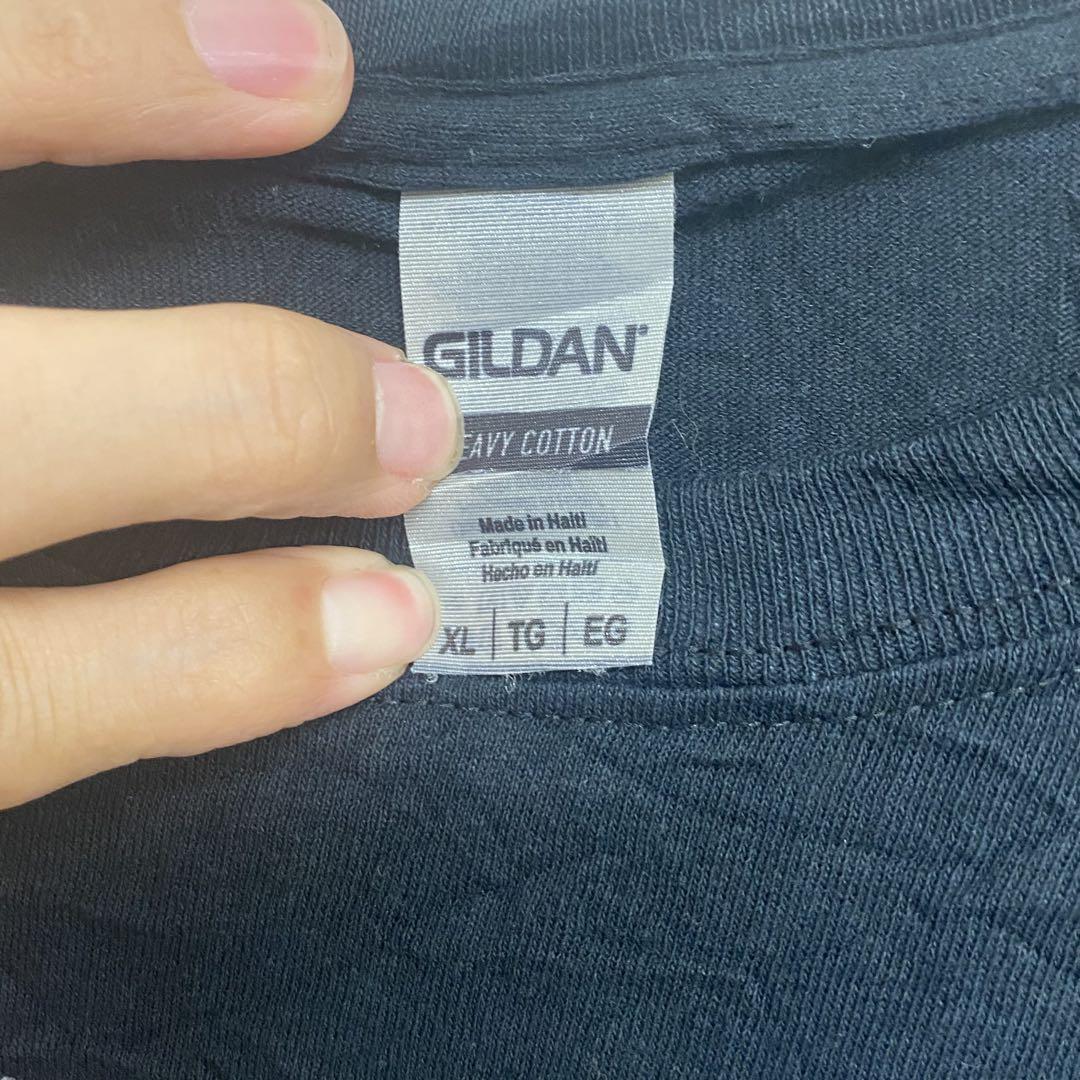 GILDAN
EAVY COTTON
Made in Haiti
Fabriqué en Haïti
Hecho en Haití
XL | TG | EG